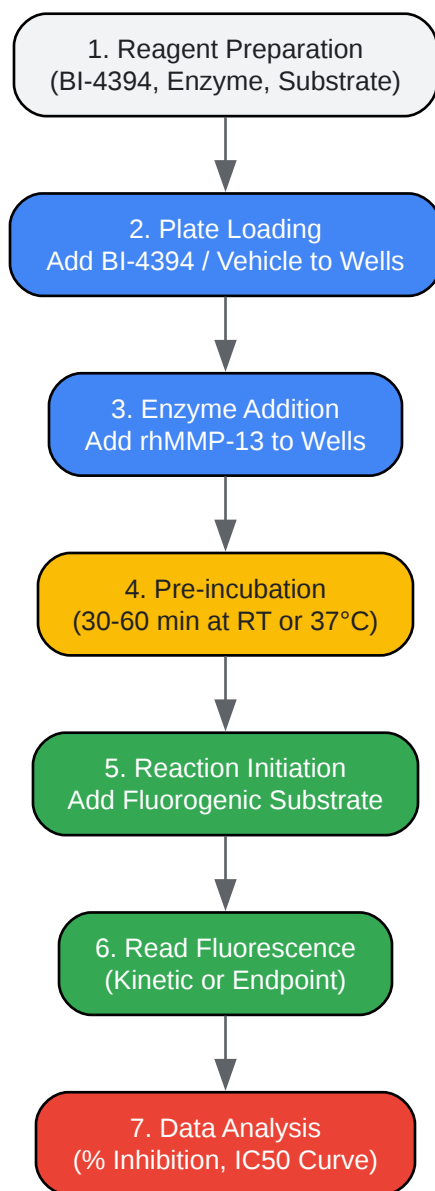 1. Reagent Preparation
(BI-4394, Enzyme, Substrate)
2. Plate Loading
Add BI-4394 / Vehicle to Wells
3. Enzyme Addition
Add rhMMP-13 to Wells
4. Pre-incubation
(30-60 min at RT or 37°C)
5. Reaction Initiation
Add Fluorogenic Substrate
6. Read Fluorescence
(Kinetic or Endpoint)
7. Data Analysis
(% Inhibition, IC50 Curve)